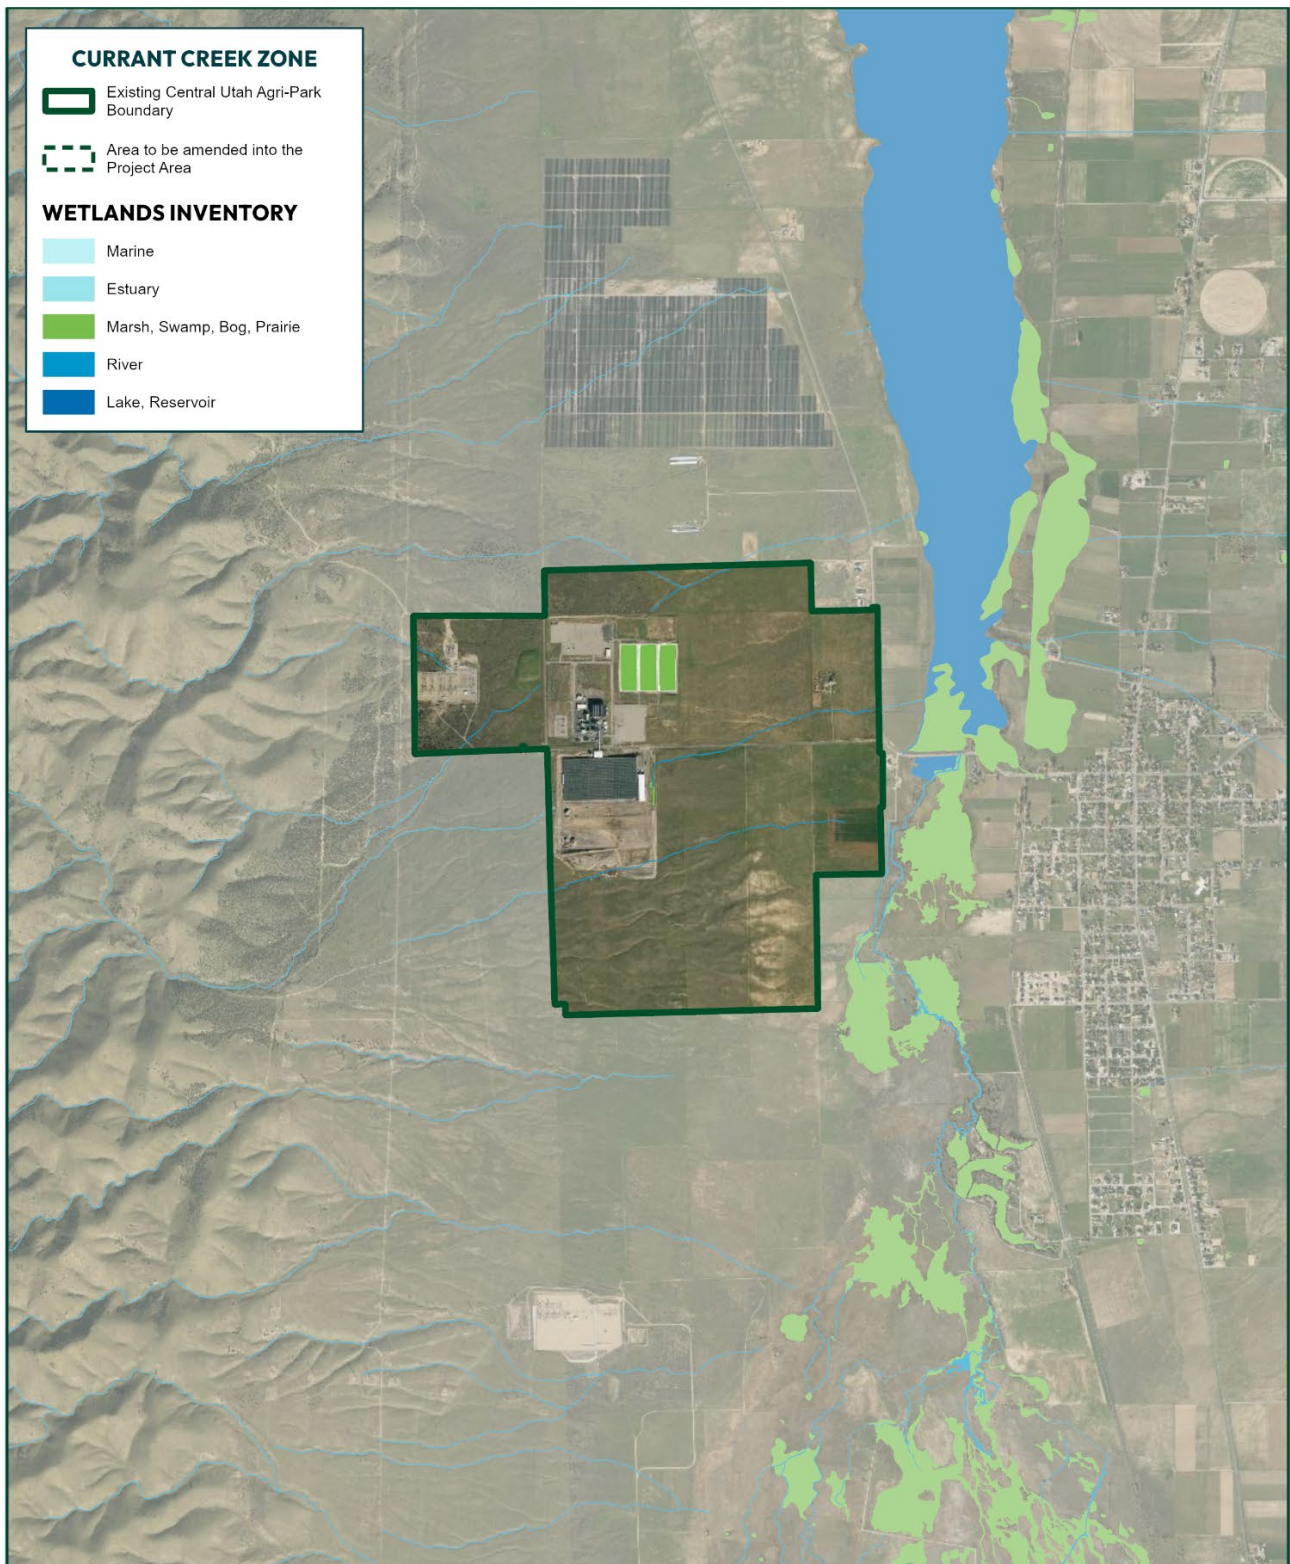 CURRANT CREEK ZONE
Existing Central Utah Agri-Park
Boundary
Area to be amended into the
Project Area
WETLANDS INVENTORY
Marine
Estuary
Marsh, Swamp, Bog, Prairie
River
Lake, Reservoir